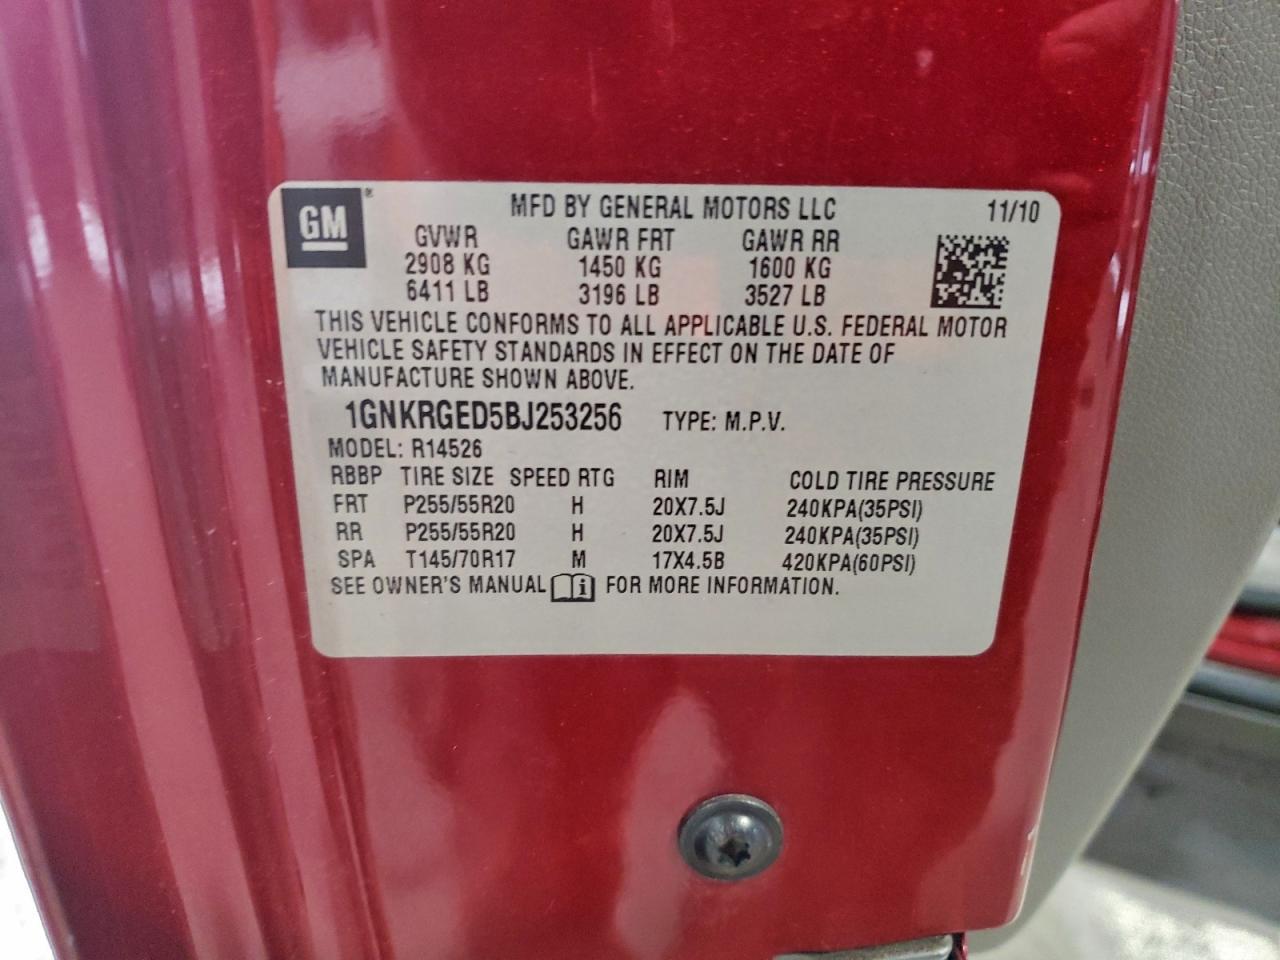 GM®
MFD BY GENERAL MOTORS LLC 11/10
GVWR GAWR FRT GAWR RR
2908 KG 1450 KG 1600 KG
6411 LB 3196 LB 3527 LB
THIS VEHICLE CONFORMS TO ALL APPLICABLE U.S. FEDERAL MOTOR
VEHICLE SAFETY STANDARDS IN EFFECT ON THE DATE OF
MANUFACTURE SHOWN ABOVE.
1GNKRGED5BJ253256 TYPE: M.P.V.
MODEL: R14526
RBBP TIRE SIZE SPEED RTG RIM COLD TIRE PRESSURE
FRT P255/55R20 H 20X7.5J 240KPA(35PSI)
RR P255/55R20 H 20X7.5J 240KPA(35PSI)
SPA T145/70R17 M 17X4.5B 420KPA(60PSI)
SEE OWNER'S MANUAL i FOR MORE INFORMATION.